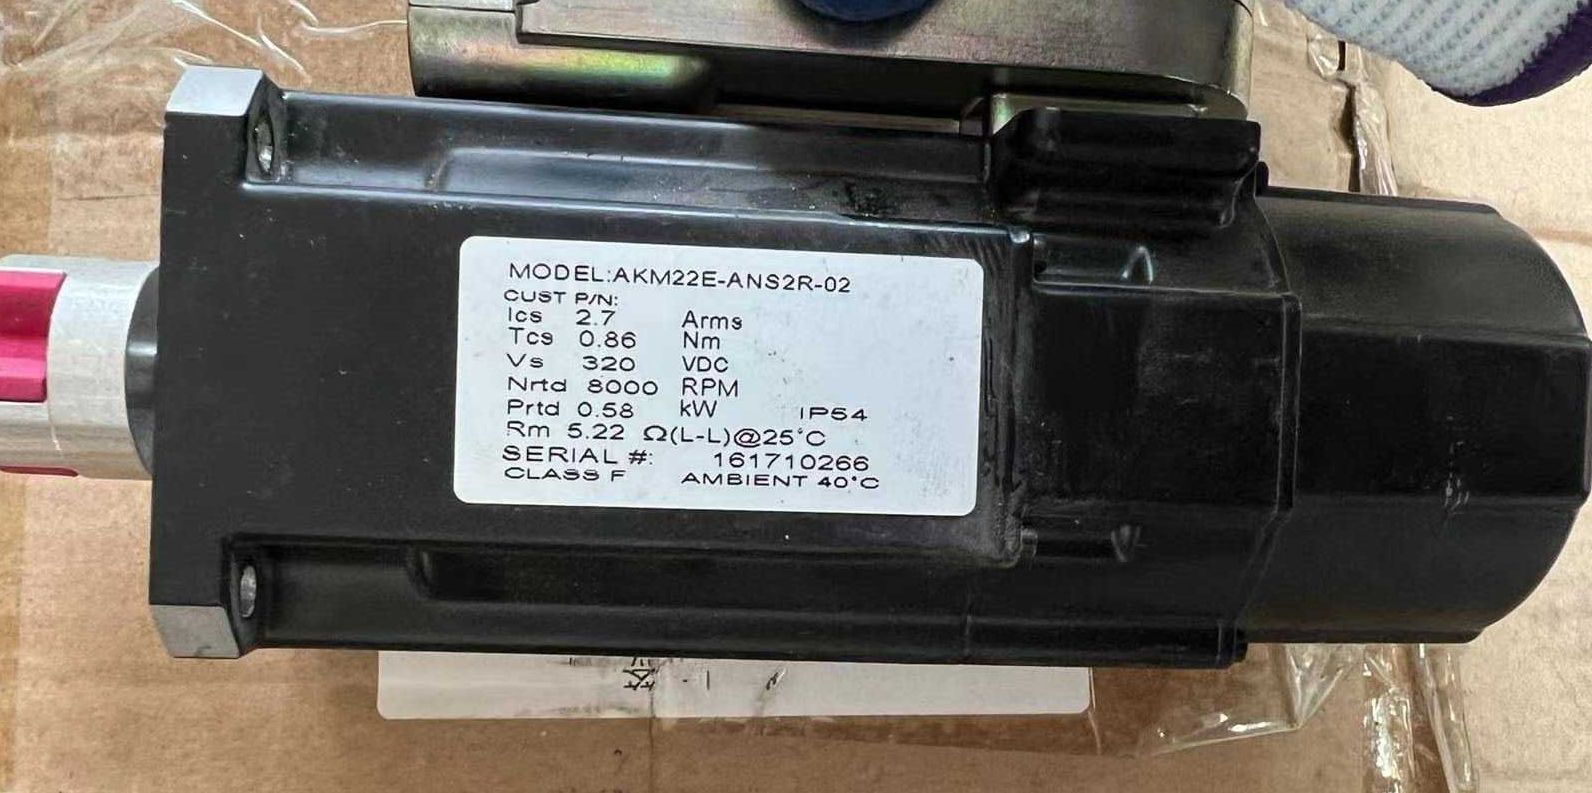 MODEL:AKM22E-ANS2R-02
CUST P/N:
Ics 2.7 Arms
Tcs 0.86 Nm
Vs 320 VDC
Nrtd 8000 RPM
Prtd 0.58 kW IP54
Rm 5.22 Ω(L-L)@25°C
SERIAL #: 161710266
CLASS F AMBIENT 40°C